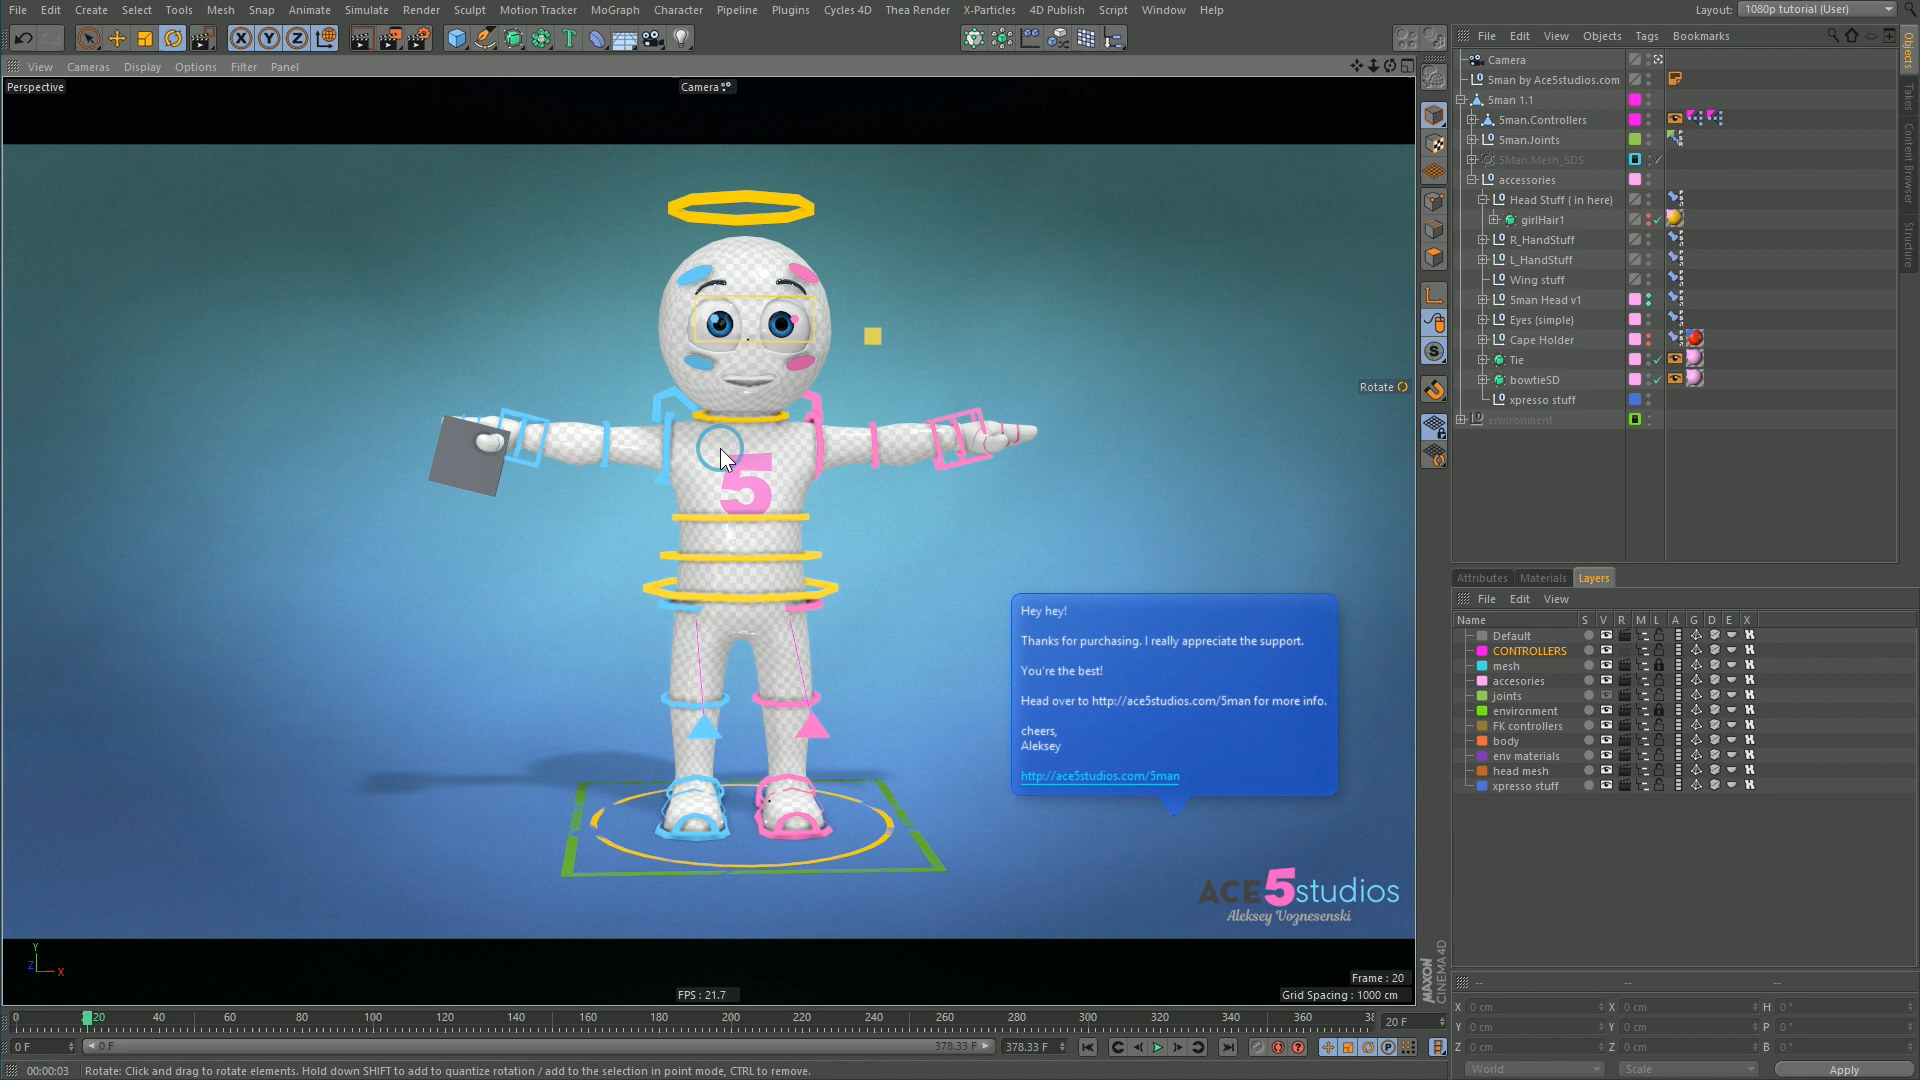 File Edit Create Select Tools Mesh Snap Animate Simulate Render Sculpt Motion Tracker MoGraph Character Pipeline Plugins Cycles 4D Thea Render X-Particles 4D Publish Script Window Help
Layout: 1080p tutorial (User)
File Edit View Objects Tags Bookmarks
View Cameras Display Options Filter Panel
Perspective
Camera
Camera
5man by Ace5studios.com
5man 1.1
5man.Controllers
5man.Joints
5Man.Mesh_SDS
accessories
Head Stuff ( in here)
girlHair1
R_HandStuff
L_HandStuff
Wing stuff
5man Head v1
Eyes (simple)
Cape Holder
Tie
bowtieSD
xpresso stuff
environment
Objects
Takes
Content Browser
Structure
Rotate
5
Hey hey!
Thanks for purchasing. I really appreciate the support.
You're the best!
Head over to http://ace5studios.com/5man for more info.
cheers,
Aleksey
http://ace5studios.com/5man
ACE5studios
Aleksey Voznesenski
Attributes Materials Layers
File Edit View
Name S V R M L A G D E X
Default
CONTROLLERS
mesh
accesories
joints
environment
FK controllers
body
env materials
head mesh
xpresso stuff
Y
Z X
Frame : 20
FPS : 21.7
Grid Spacing : 1000 cm
MAXON
CINEMA 4D
0 20 40 60 80 100 120 140 160 180 200 220 240 260 280 300 320 340 360
20 F
0 F
0 F
378.33 F
378.33 F
-- -- --
X 0 cm X 0 cm H 0 °
Y 0 cm Y 0 cm P 0 °
Z 0 cm Z 0 cm B 0 °
World Scale Apply
00:00:03 Rotate: Click and drag to rotate elements. Hold down SHIFT to add to quantize rotation / add to the selection in point mode, CTRL to remove.